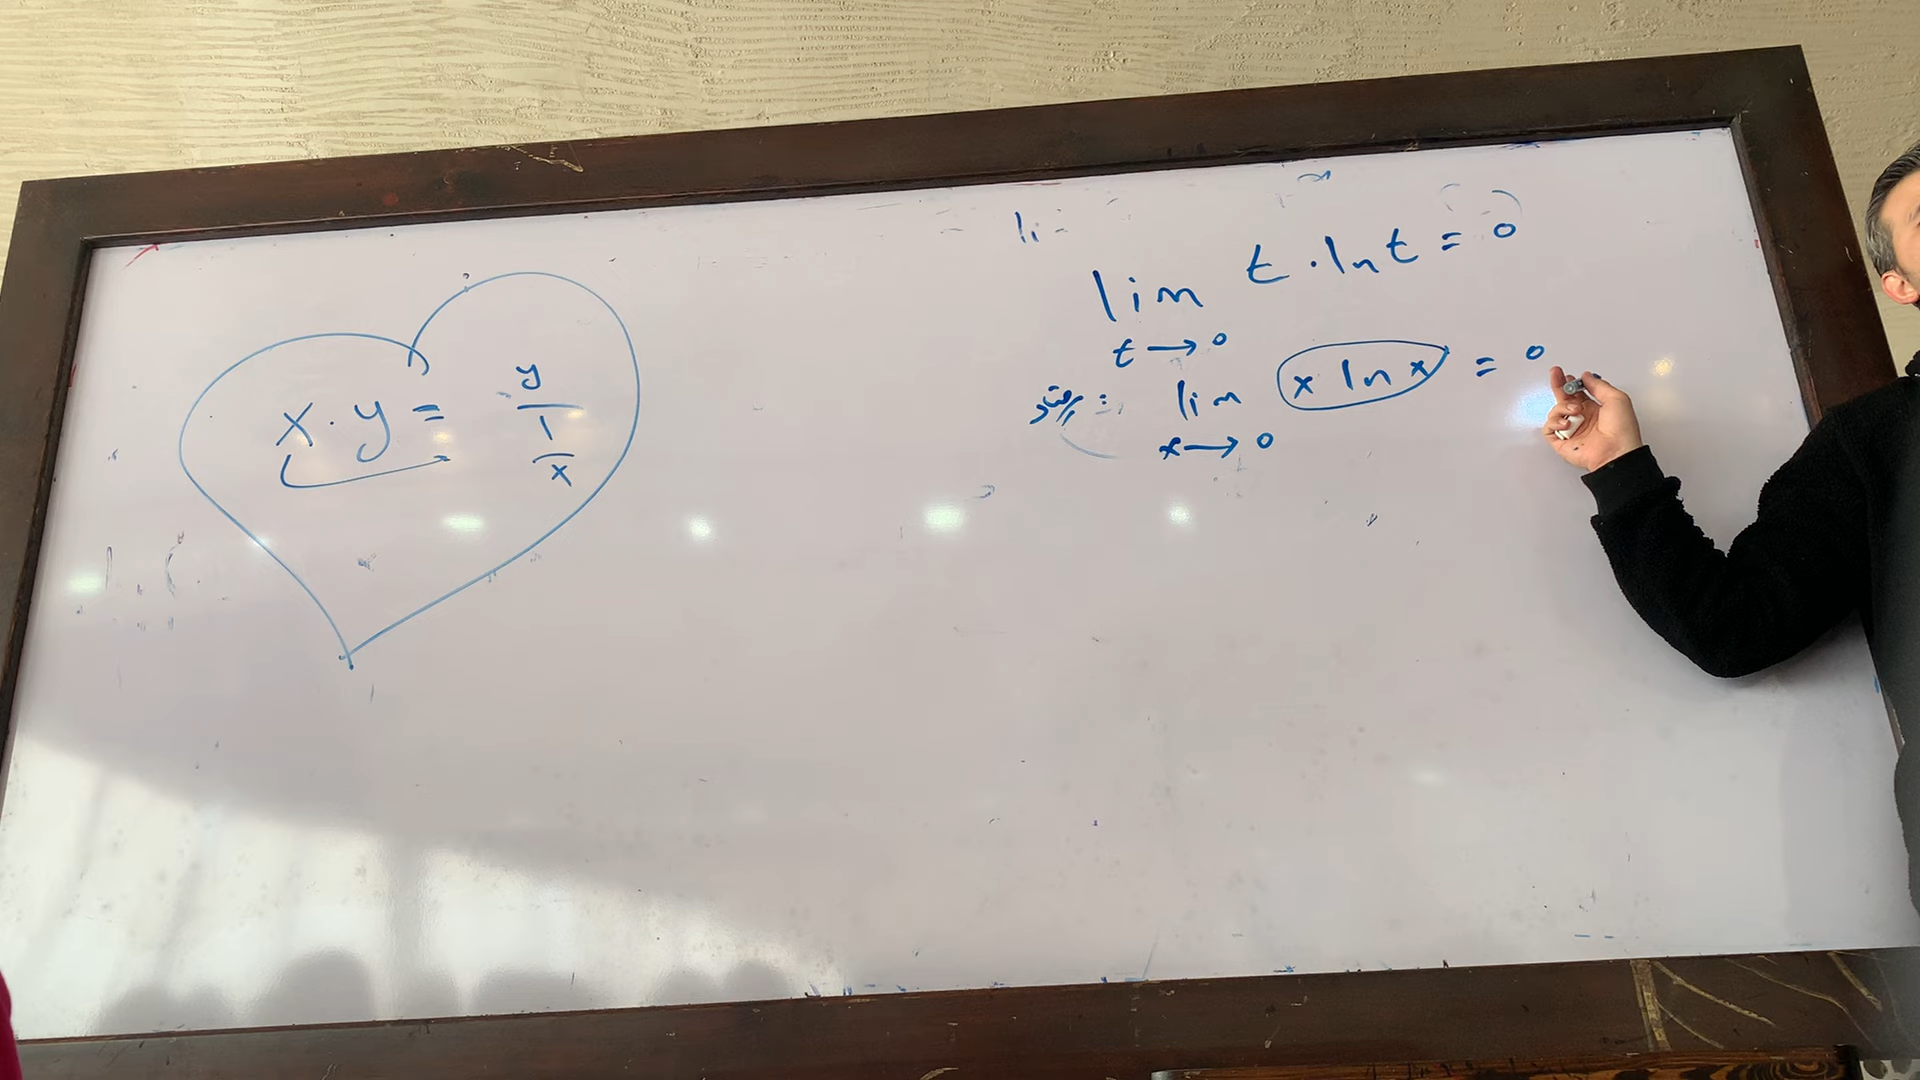 lim t . ln t = 0
t → 0
lim x ln x = 0
x → 0
x . y = y / 1 / x